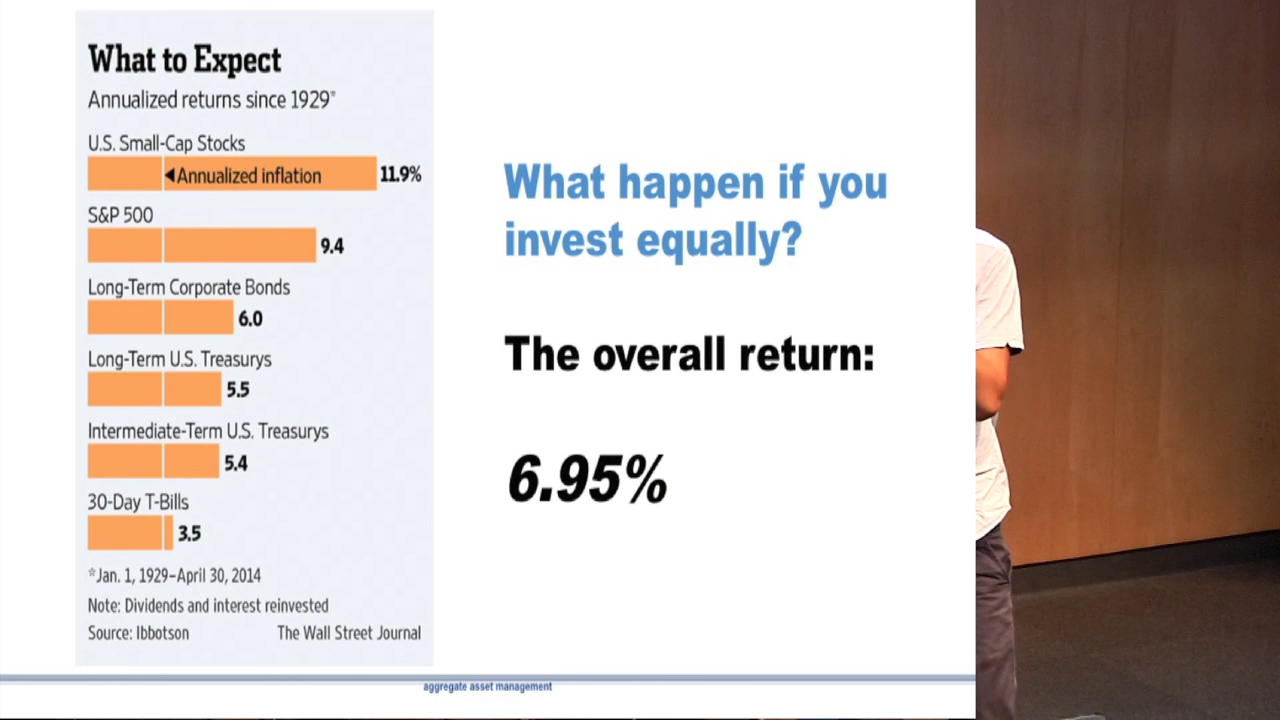 What to Expect
Annualized returns since 1929*
U.S. Small-Cap Stocks
◄Annualized inflation 11.9%
S&P 500
9.4
Long-Term Corporate Bonds
6.0
Long-Term U.S. Treasurys
5.5
Intermediate-Term U.S. Treasurys
5.4
30-Day T-Bills
3.5
*Jan. 1, 1929–April 30, 2014
Note: Dividends and interest reinvested
Source: Ibbotson The Wall Street Journal
What happen if you
invest equally?
The overall return:
6.95%
aggregate asset management